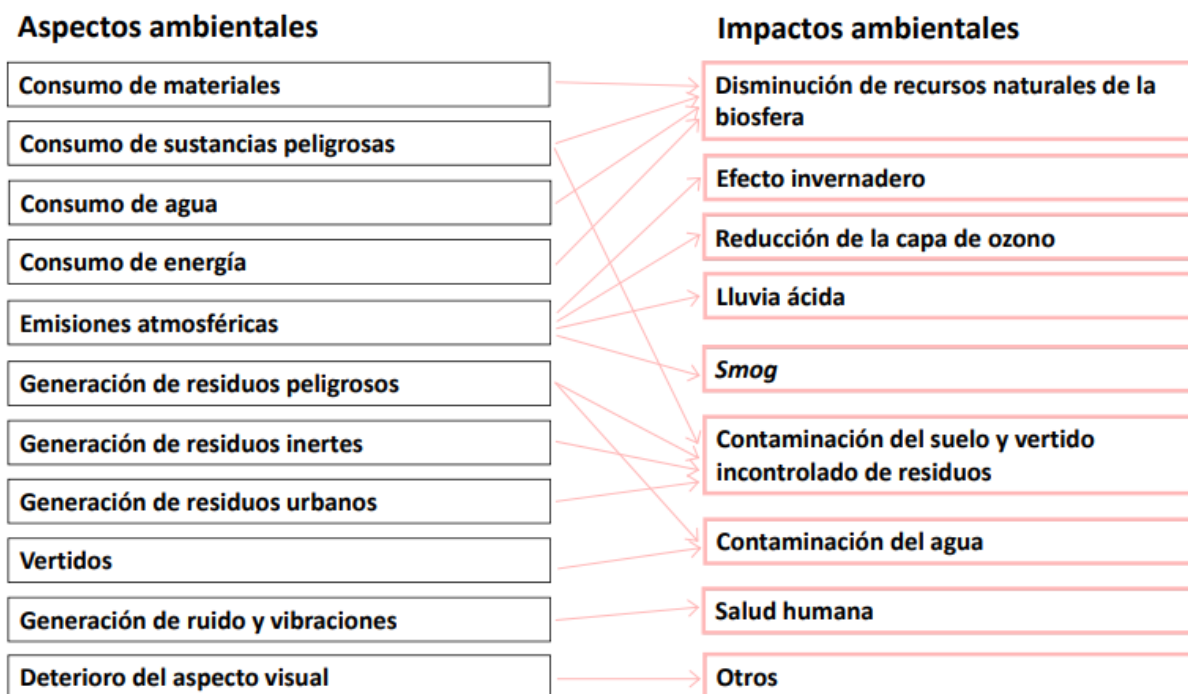 Aspectos ambientales
Consumo de materiales
Consumo de sustancias peligrosas
Consumo de agua
Consumo de energía
Emisiones atmosféricas
Generación de residuos peligrosos
Generación de residuos inertes
Generación de residuos urbanos
Vertidos
Generación de ruido y vibraciones
Deterioro del aspecto visual
Impactos ambientales
Disminución de recursos naturales de la
biosfera
Efecto invernadero
Reducción de la capa de ozono
Lluvia ácida
Smog
Contaminación del suelo y vertido
incontrolado de residuos
Contaminación del agua
Salud humana
Otros